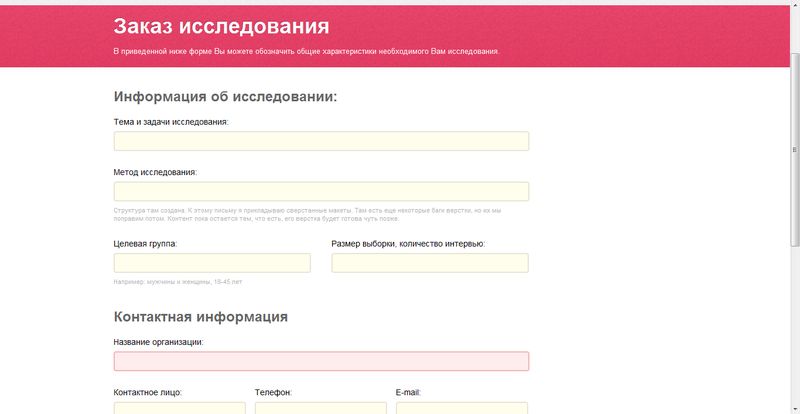 Заказ исследования
В приведенной ниже форме Вы можете обозначить общие характеристики необходимого Вам исследования.
Информация об исследовании:
Тема и задачи исследования:
Метод исследования:
Структура там создана. К этому письму я прикладываю сверстанные макеты. Там есть еще некоторые баги верстки, но их мы
поправим потом. Контент пока остается тем, что есть, его верстка будет готова чуть позже.
Целевая группа:
Размер выборки, количество интервью:
Например: мужчины и женщины, 18-45 лет
Контактная информация
Название организации:
Контактное лицо:
Телефон:
E-mail: